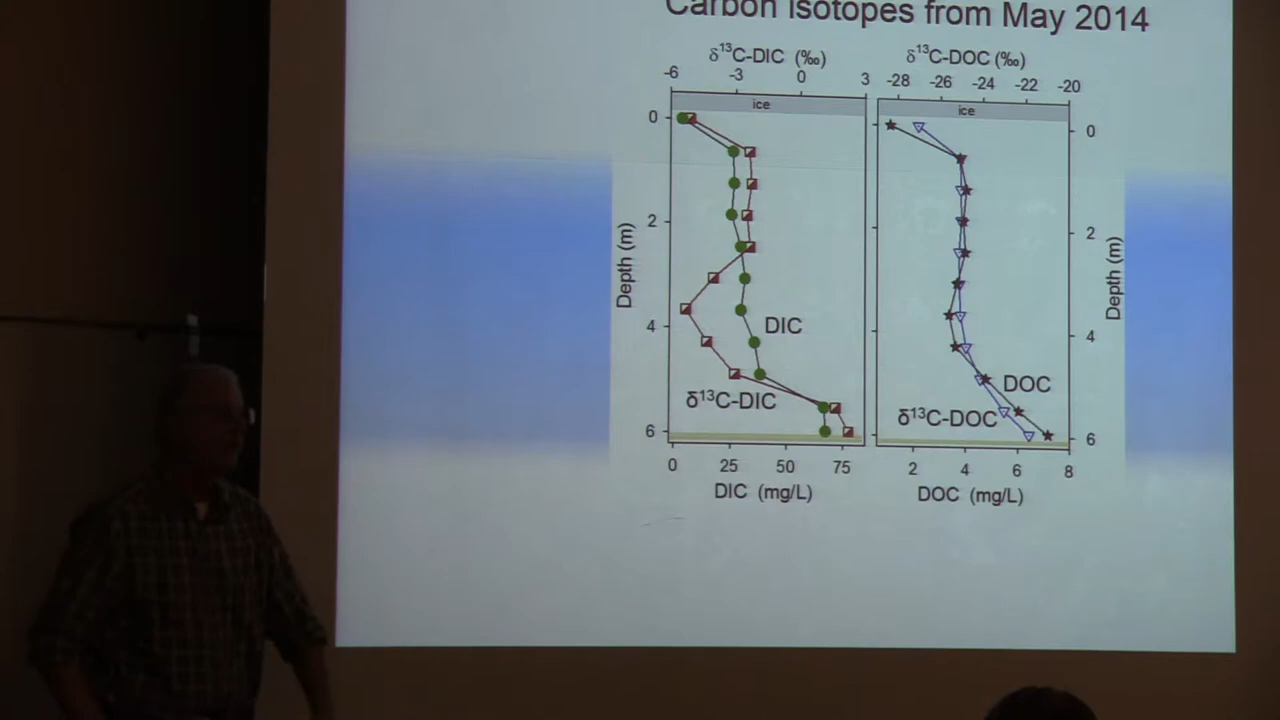 Carbon Isotopes from May 2014
δ¹³C-DIC (‰)
-6 -3 0 3
ice
0
2
4
6
Depth (m)
DIC
δ¹³C-DIC
0 25 50 75
DIC (mg/L)
δ¹³C-DOC (‰)
-28 -26 -24 -22 -20
ice
0
2
4
6
Depth (m)
DOC
δ¹³C-DOC
2 4 6 8
DOC (mg/L)